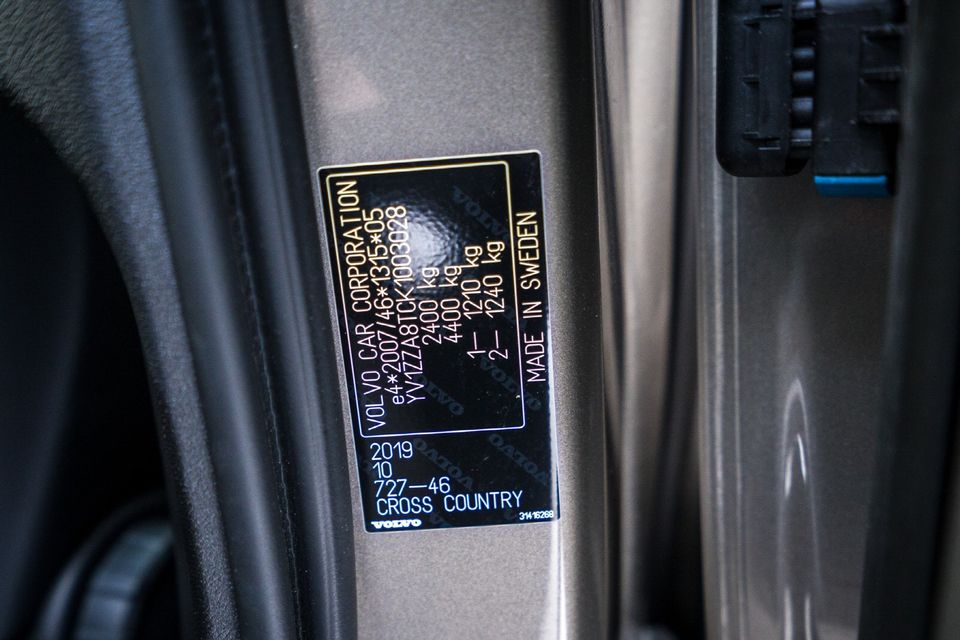 VOLVO CAR CORPORATION
e4*2007/46*1315*05
YV1ZZA8TCK1003028
2400 kg
4400 kg
1— 1210 kg
2— 1240 kg
MADE IN SWEDEN
2019
10
727—46
CROSS COUNTRY
VOLVO
31416268